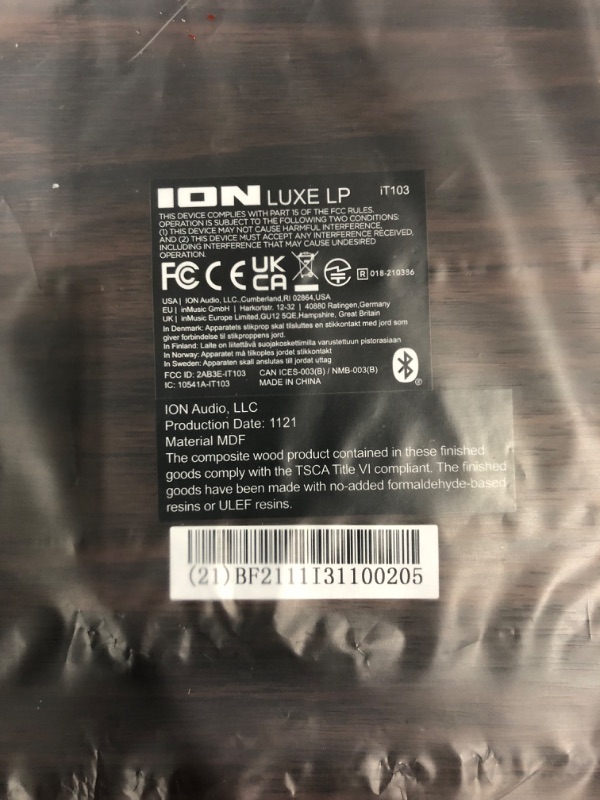 ION LUXE LP iT103
THIS DEVICE COMPLIES WITH PART 15 OF THE FCC RULES.
OPERATION IS SUBJECT TO THE FOLLOWING TWO CONDITIONS:
(1) THIS DEVICE MAY NOT CAUSE HARMFUL INTERFERENCE,
AND (2) THIS DEVICE MUST ACCEPT ANY INTERFERENCE RECEIVED,
INCLUDING INTERFERENCE THAT MAY CAUSE UNDESIRED
OPERATION.
FC CE UK CA R 018-210336
USA | ION Audio, LLC.,Cumberland,RI 02864,USA
EU | inMusic GmbH | Harkortstr. 12-32 | 40880 Ratingen,Germany
UK | inMusic Europe Limited,GU12 5QE,Hampshire, Great Britain
In Denmark: Apparatets stikprop skal tilsluttes en stikkontakt med jord som
giver forbindelse til stikproppens jord.
In Finland: Laite on liitettävä suojakoskettimilla varustettuun pistorasiaan
In Norway: Apparatet må tilkoples jordet stikkontakt
In Sweden: Apparaten skall anslutas till jordat uttag
FCC ID: 2AB3E-IT103 CAN ICES-003(B) / NMB-003(B)
IC: 10541A-IT103 MADE IN CHINA
ION Audio, LLC
Production Date: 1121
Material MDF
The composite wood product contained in these finished
goods comply with the TSCA Title VI compliant. The finished
goods have been made with no-added formaldehyde-based
resins or ULEF resins.
(21)BF2111I31100205